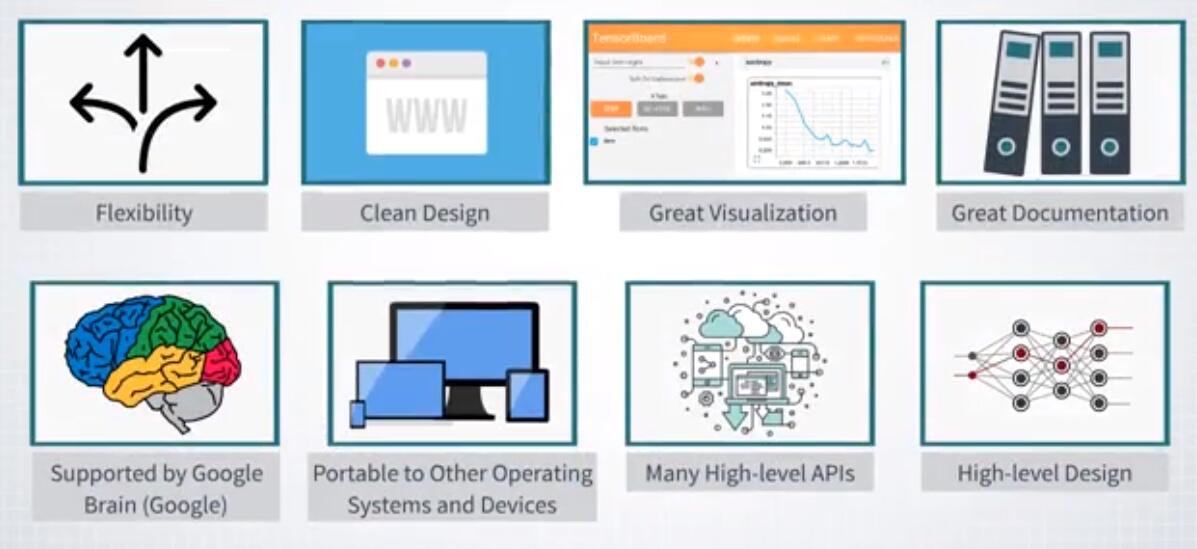 WWW
TensorBoard
Flexibility
Clean Design
Great Visualization
Great Documentation
Supported by Google
Brain (Google)
Portable to Other Operating
Systems and Devices
Many High-level APIs
High-level Design